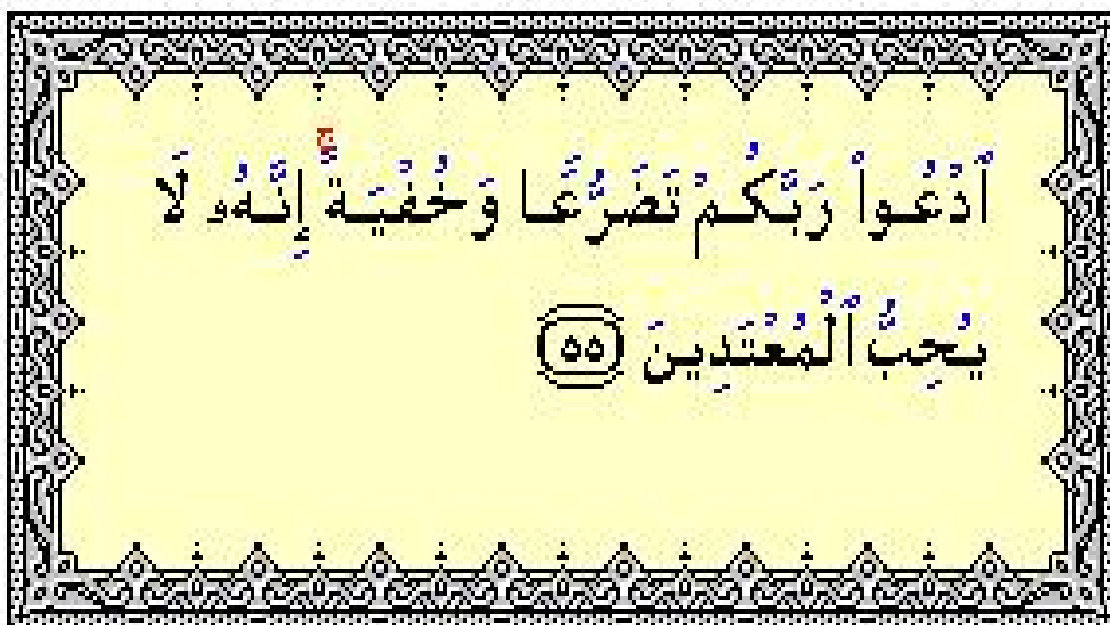 ٱدْعُوا۟ رَبَّكُمْ تَضَرُّعًا وَخُفْيَةً ۚ إِنَّهُۥ لَا
يُحِبُّ ٱلْمُعْتَدِينَ ٥٥